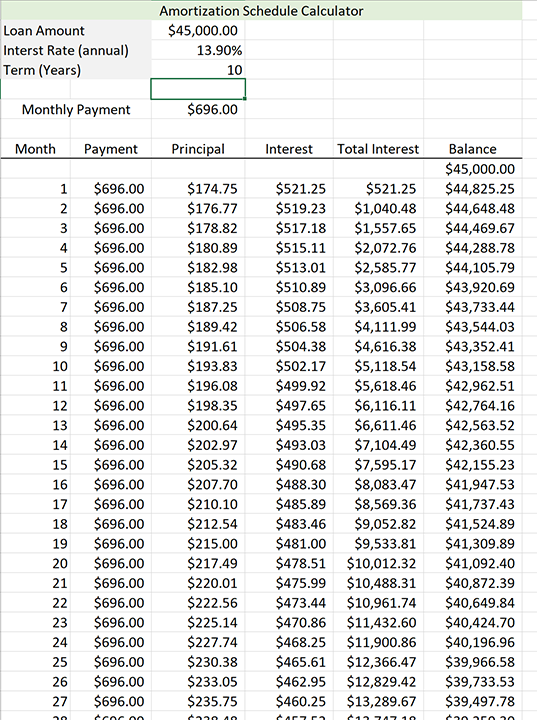 Amortization Schedule Calculator
Loan Amount $45,000.00
Interst Rate (annual) 13.90%
Term (Years) 10
Monthly Payment $696.00
Month Payment Principal Interest Total Interest Balance
$45,000.00
1 $696.00 $174.75 $521.25 $521.25 $44,825.25
2 $696.00 $176.77 $519.23 $1,040.48 $44,648.48
3 $696.00 $178.82 $517.18 $1,557.65 $44,469.67
4 $696.00 $180.89 $515.11 $2,072.76 $44,288.78
5 $696.00 $182.98 $513.01 $2,585.77 $44,105.79
6 $696.00 $185.10 $510.89 $3,096.66 $43,920.69
7 $696.00 $187.25 $508.75 $3,605.41 $43,733.44
8 $696.00 $189.42 $506.58 $4,111.99 $43,544.03
9 $696.00 $191.61 $504.38 $4,616.38 $43,352.41
10 $696.00 $193.83 $502.17 $5,118.54 $43,158.58
11 $696.00 $196.08 $499.92 $5,618.46 $42,962.51
12 $696.00 $198.35 $497.65 $6,116.11 $42,764.16
13 $696.00 $200.64 $495.35 $6,611.46 $42,563.52
14 $696.00 $202.97 $493.03 $7,104.49 $42,360.55
15 $696.00 $205.32 $490.68 $7,595.17 $42,155.23
16 $696.00 $207.70 $488.30 $8,083.47 $41,947.53
17 $696.00 $210.10 $485.89 $8,569.36 $41,737.43
18 $696.00 $212.54 $483.46 $9,052.82 $41,524.89
19 $696.00 $215.00 $481.00 $9,533.81 $41,309.89
20 $696.00 $217.49 $478.51 $10,012.32 $41,092.40
21 $696.00 $220.01 $475.99 $10,488.31 $40,872.39
22 $696.00 $222.56 $473.44 $10,961.74 $40,649.84
23 $696.00 $225.14 $470.86 $11,432.60 $40,424.70
24 $696.00 $227.74 $468.25 $11,900.86 $40,196.96
25 $696.00 $230.38 $465.61 $12,366.47 $39,966.58
26 $696.00 $233.05 $462.95 $12,829.42 $39,733.53
27 $696.00 $235.75 $460.25 $13,289.67 $39,497.78